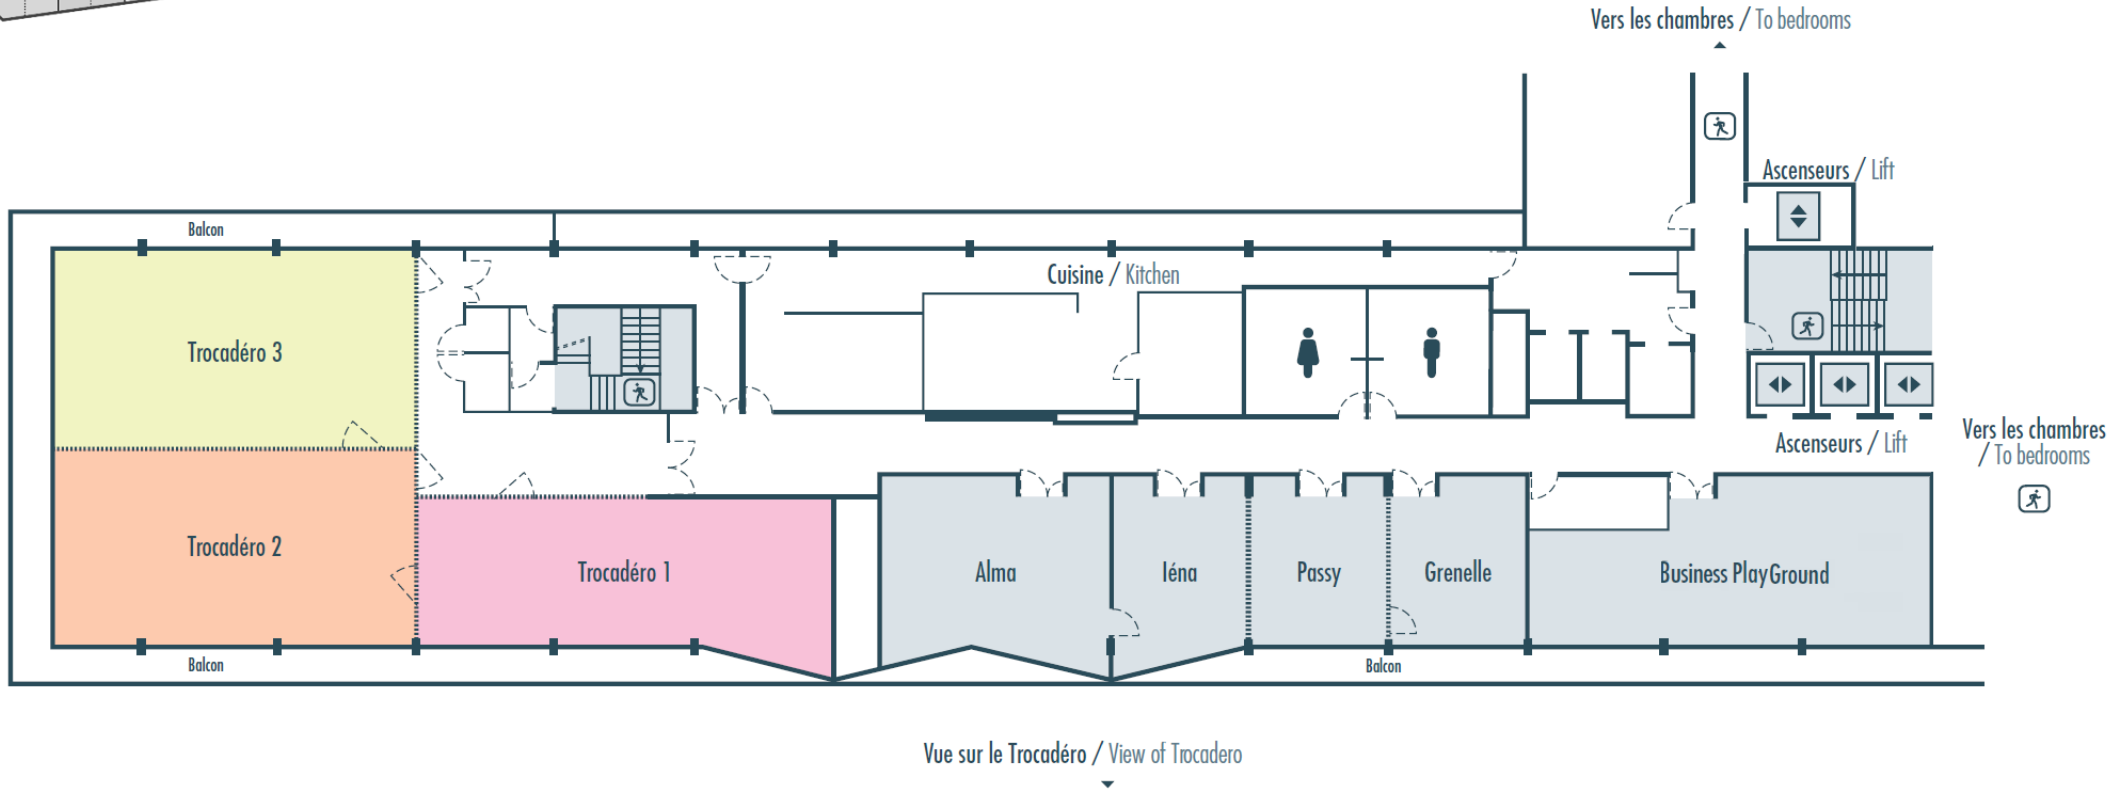 Vers les chambres / To bedrooms
Ascenseurs / Lift
Balcon
Cuisine / Kitchen
Trocadéro 3
Ascenseurs / Lift
Vers les chambres
/ To bedrooms
Trocadéro 2
Trocadéro 1
Alma
Iéna
Passy
Grenelle
Business PlayGround
Balcon
Balcon
Vue sur le Trocadéro / View of Trocadero